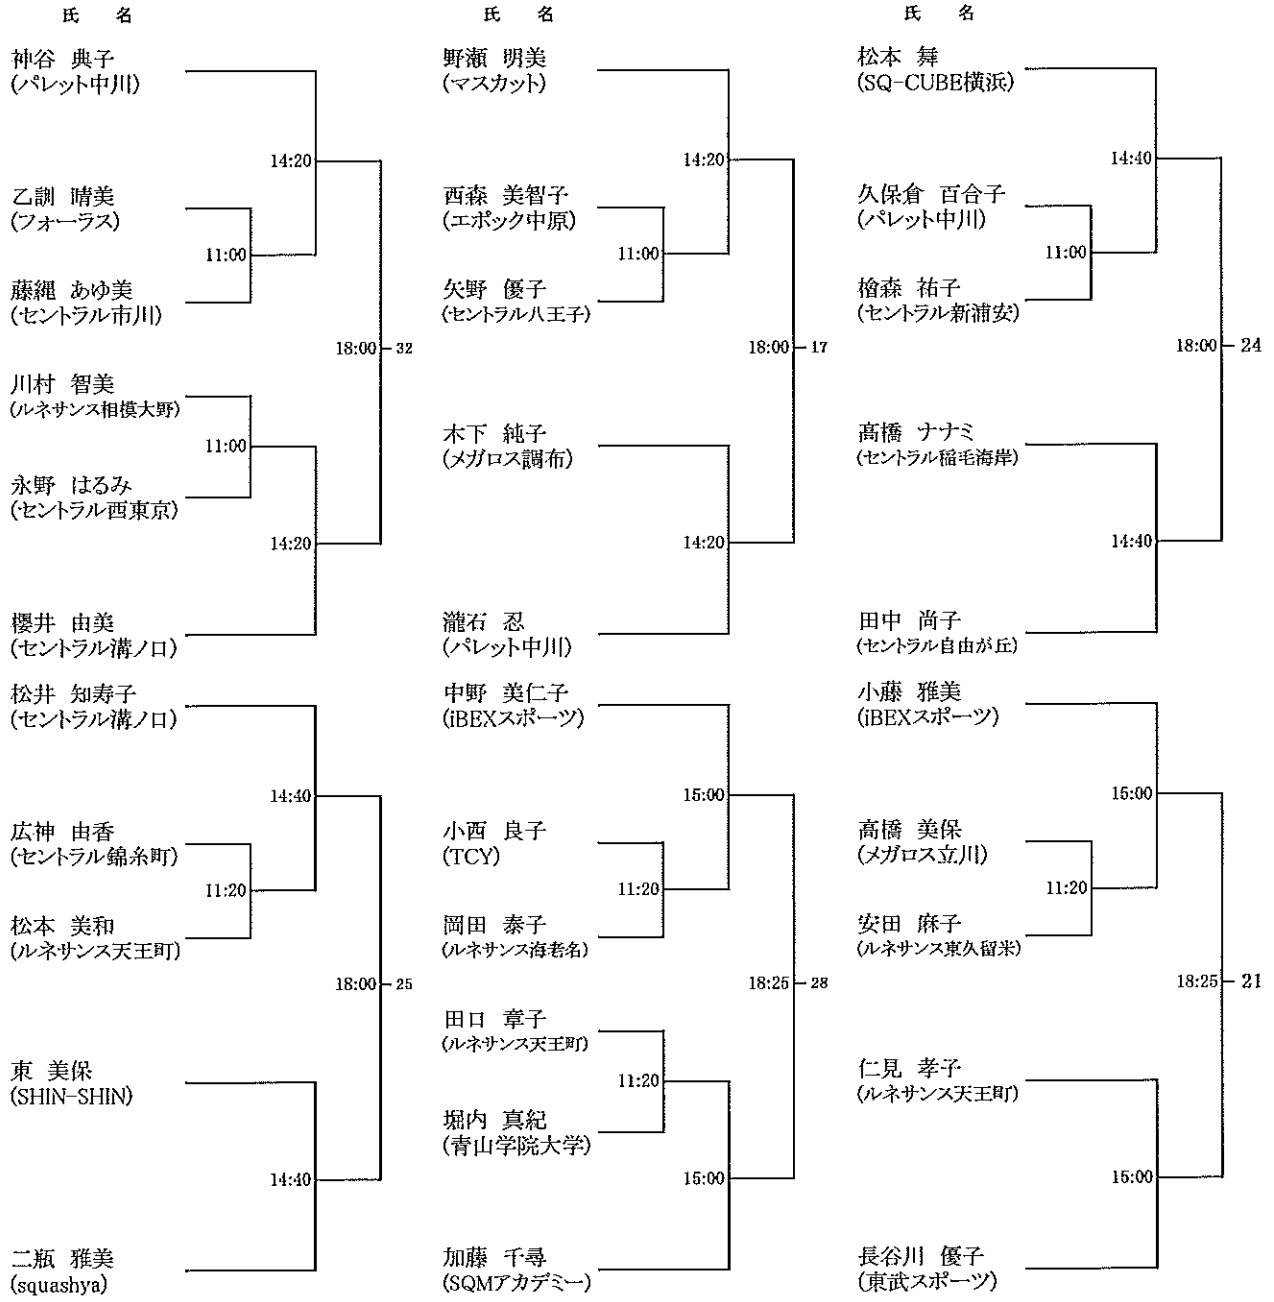 氏 名
神谷 典子
(パレット中川)
14:20
乙訓 晴美
(フォーラス)
11:00
藤縄 あゆ美
(セントラル市川)
18:00 32
川村 智美
(ルネサンス相模大野)
11:00
永野 はるみ
(セントラル西東京)
14:20
櫻井 由美
(セントラル溝ノ口)
松井 知寿子
(セントラル溝ノ口)
14:40
広神 由香
(セントラル錦糸町)
11:20
松本 美和
(ルネサンス天王町)
18:00 25
東 美保
(SHIN-SHIN)
14:40
二瓶 雅美
(squashya)
氏 名
野瀬 明美
(マスカット)
14:20
西森 美智子
(エポック中原)
11:00
矢野 優子
(セントラル八王子)
18:00 17
木下 純子
(メガロス調布)
14:20
瀧石 忍
(パレット中川)
中野 美仁子
(iBEXスポーツ)
15:00
小西 良子
(TCY)
11:20
岡田 泰子
(ルネサンス海老名)
18:25 28
田口 章子
(ルネサンス天王町)
11:20
堀内 真紀
(青山学院大学)
15:00
加藤 千尋
(SQMアカデミー)
氏 名
松本 舞
(SQ-CUBE横浜)
14:40
久保倉 百合子
(パレット中川)
11:00
檜森 祐子
(セントラル新浦安)
18:00 24
髙橋 ナナミ
(セントラル稲毛海岸)
14:40
田中 尚子
(セントラル自由が丘)
小藤 雅美
(iBEXスポーツ)
15:00
高橋 美保
(メガロス立川)
11:20
安田 麻子
(ルネサンス東久留米)
18:25 21
仁見 孝子
(ルネサンス天王町)
15:00
長谷川 優子
(東武スポーツ)